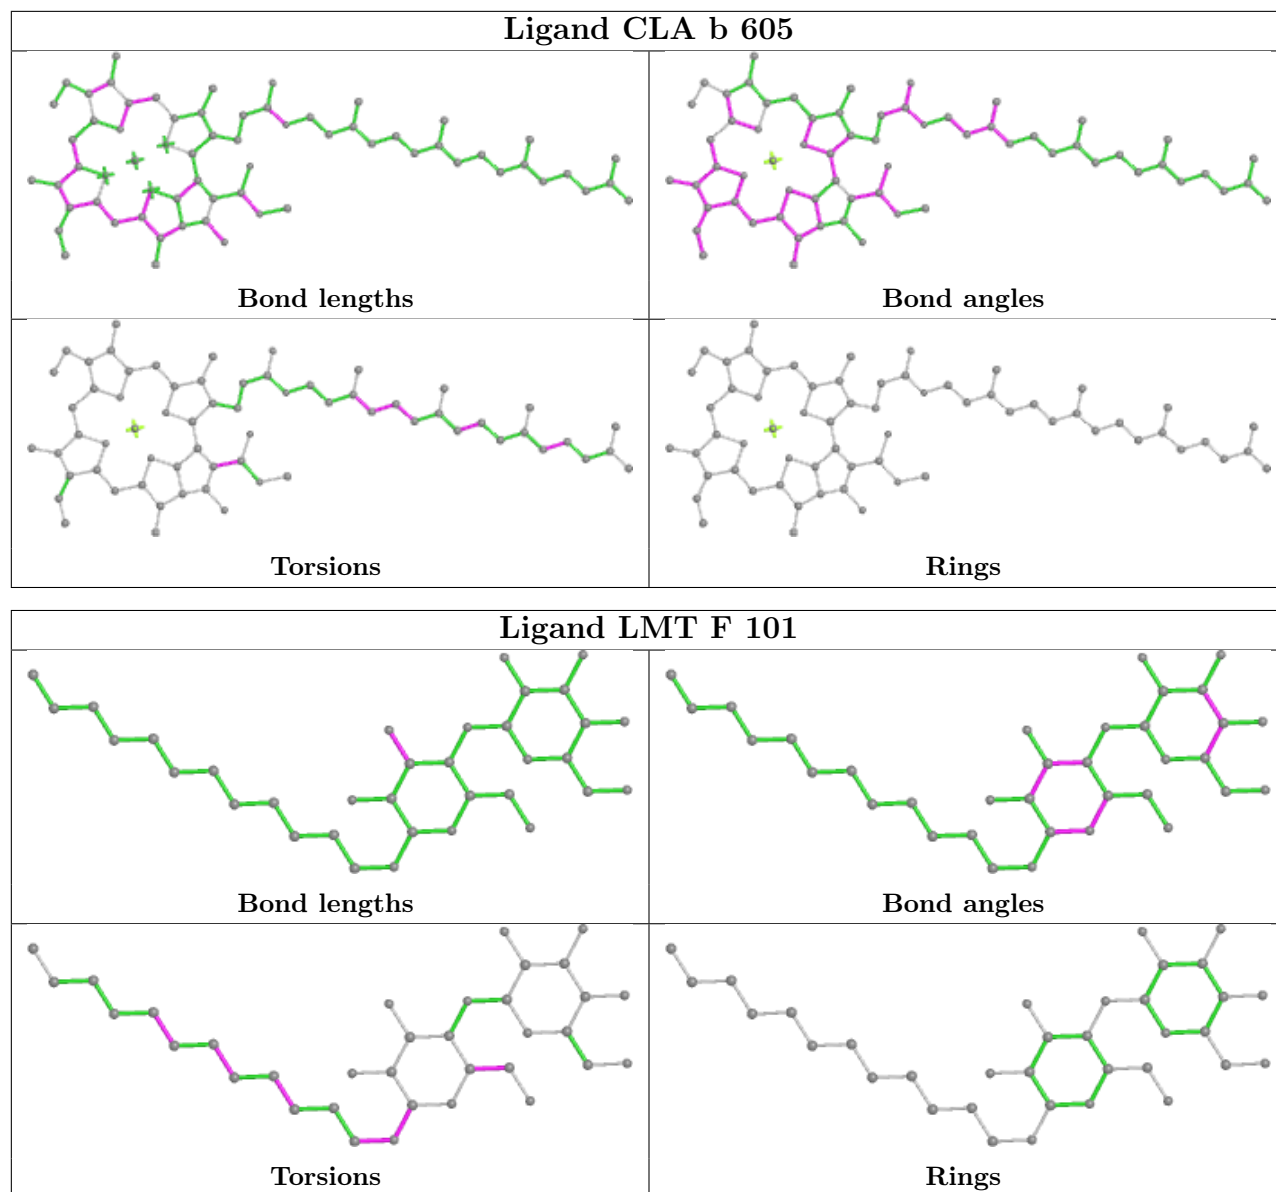 Ligand CLA b 605
Bond lengths
Bond angles
Torsions
Rings
Ligand LMT F 101
Bond lengths
Bond angles
Torsions
Rings